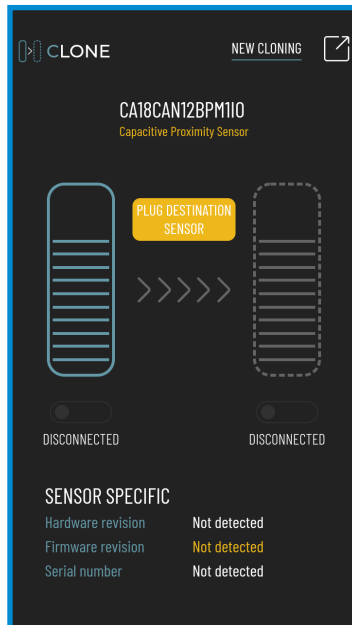 CLONE
NEW CLONING
CA18CAN12BPM1IO
Capacitive Proximity Sensor
PLUG DESTINATION
SENSOR
DISCONNECTED
DISCONNECTED
SENSOR SPECIFIC
Hardware revision Not detected
Firmware revision Not detected
Serial number Not detected